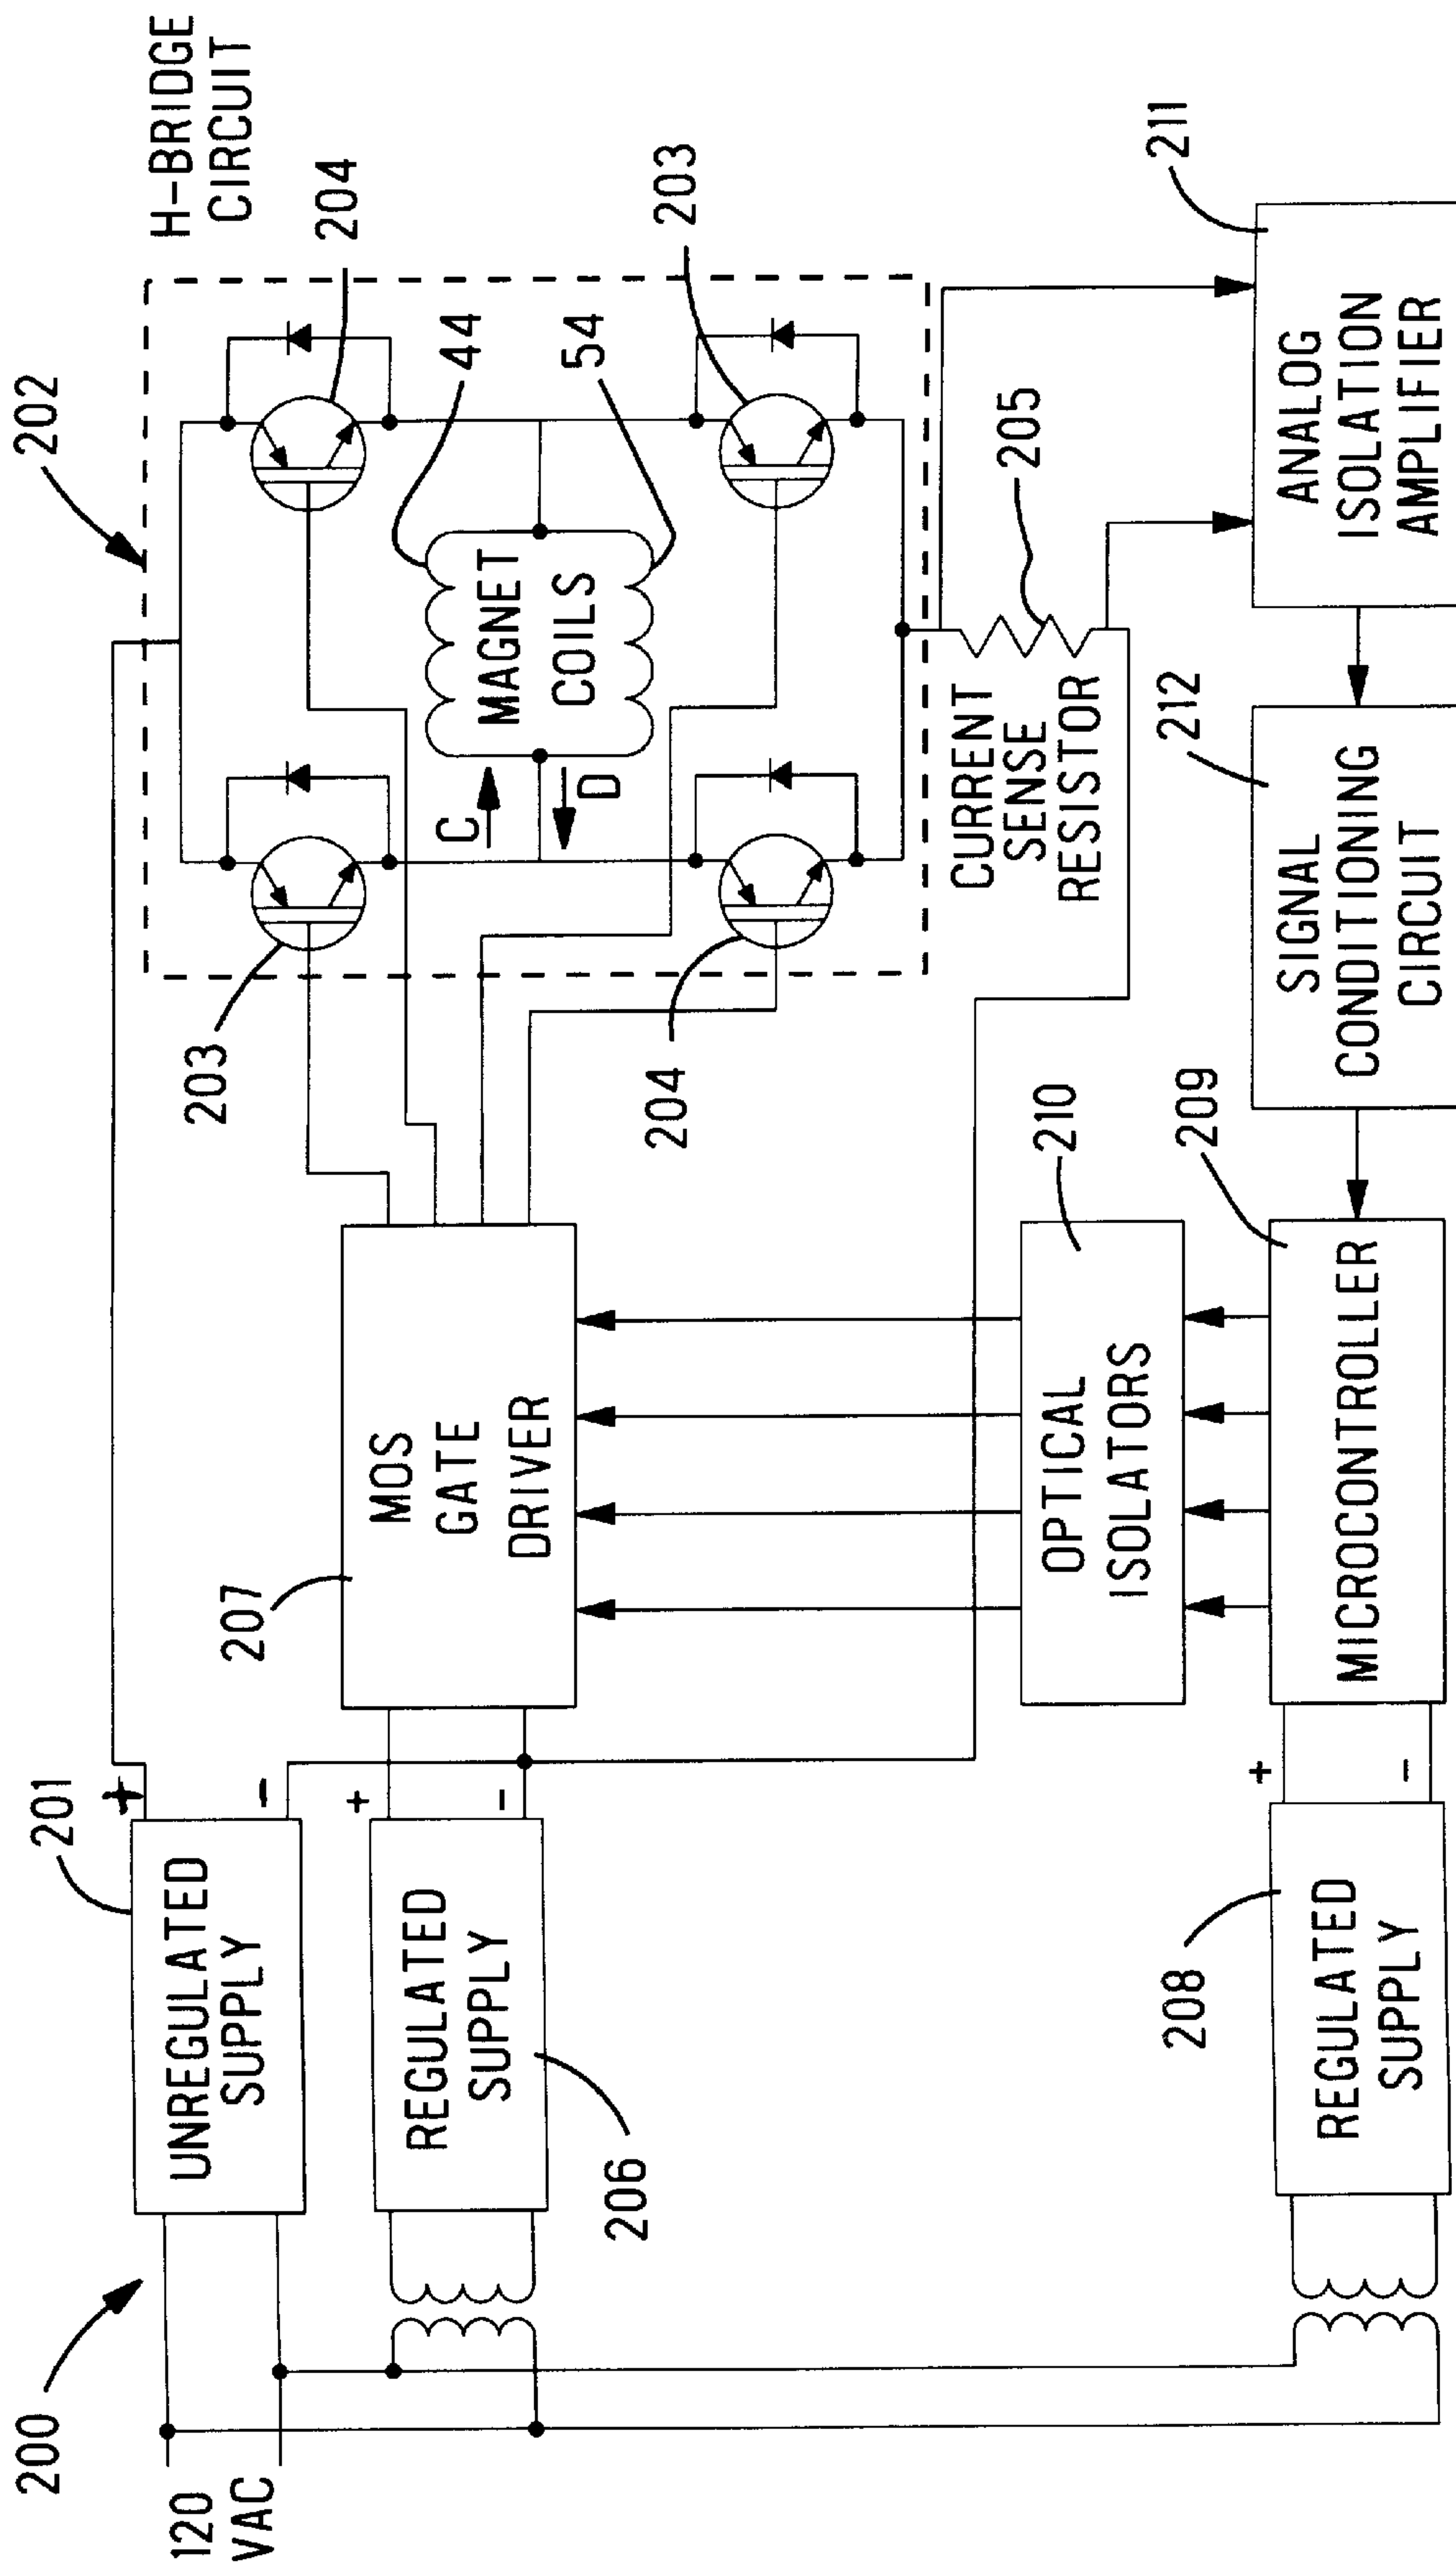 200
120
VAC
201
UNREGULATED
SUPPLY
+
-
REGULATED
SUPPLY
206
+
-
207
MOS
GATE
DRIVER
202
H-BRIDGE
CIRCUIT
203
204
44
MAGNET
COILS
54
C
D
204
203
CURRENT
SENSE
RESISTOR
205
210
OPTICAL
ISOLATORS
208
REGULATED
SUPPLY
+
-
209
MICROCONTROLLER
212
SIGNAL
CONDITIONING
CIRCUIT
211
ANALOG
ISOLATION
AMPLIFIER